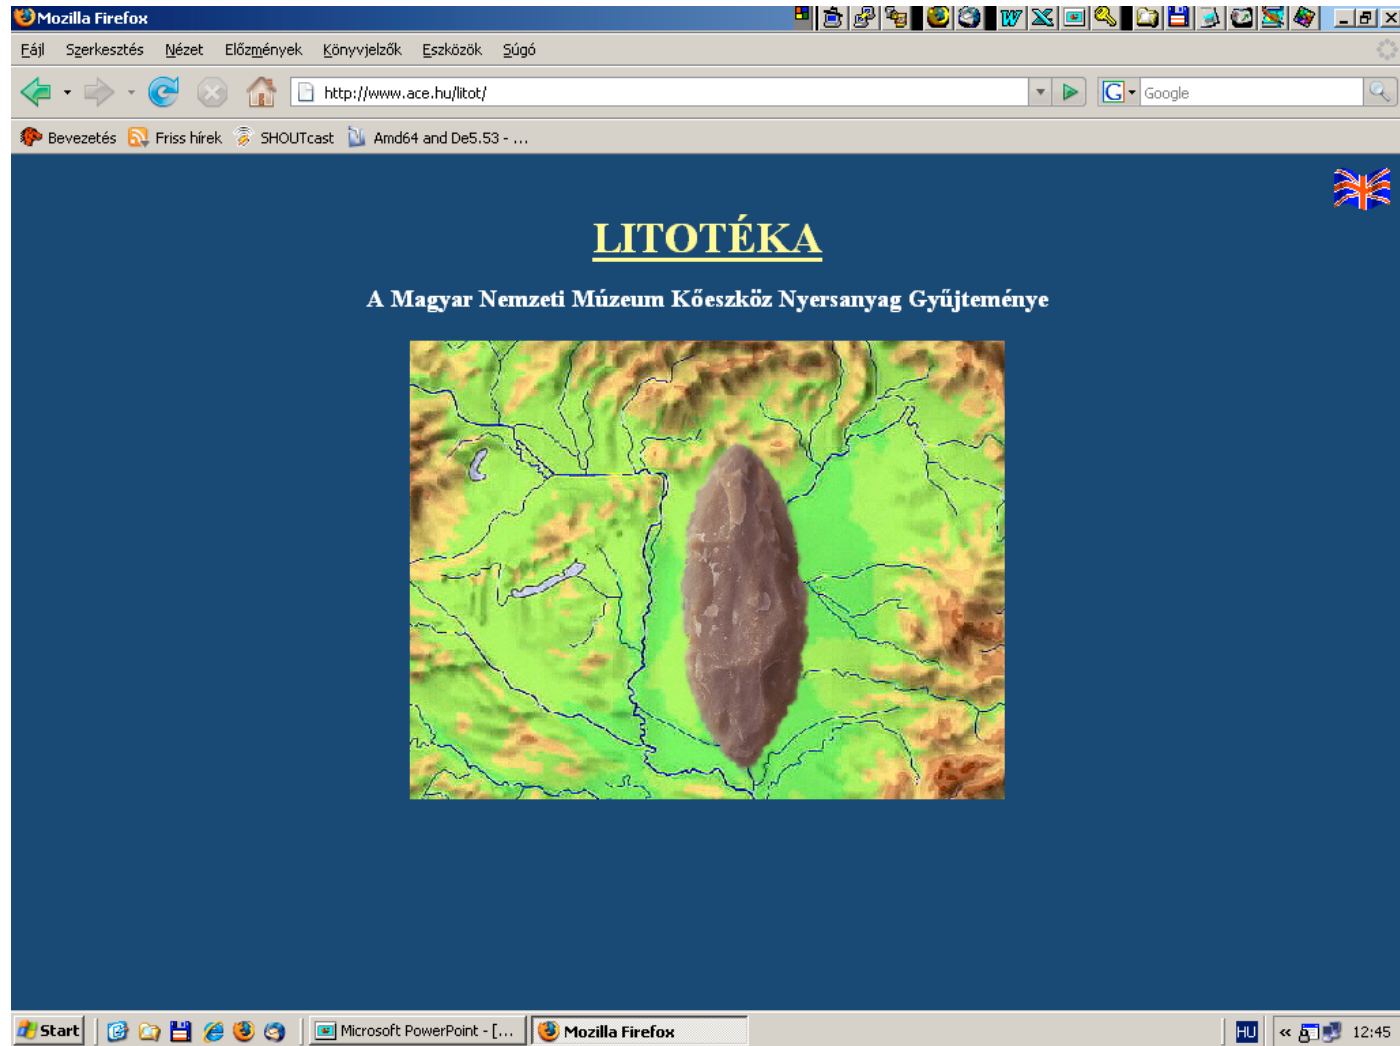 Mozilla Firefox
Fájl Szerkesztés Nézet Előzmények Könyvjelzők Eszközök Súgó
http://www.ace.hu/litot/ G Google
Bevezetés Friss hírek SHOUTcast Amd64 and De5.53 - ...
LITOTÉKA
A Magyar Nemzeti Múzeum Kőeszköz Nyersanyag Gyűjteménye
Start Microsoft PowerPoint - [... Mozilla Firefox HU « 12:45